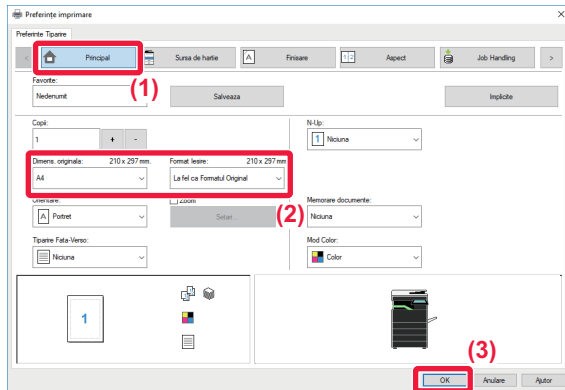 Preferințe imprimare
Preferinte Tiparire
< Principal Sursa de hartie A Finisare 1 2 Aspect Job Handling >
(1)
Favorite:
Nedenumit Salveaza Implicite
Copii: N-Up:
1 + - 1 Niciuna
Dimens. originala: 210 x 297 mm. Format Iesire: 210 x 297 mm
A4 La fel ca Formatul Original
Orientare: Zoom Memorare documente:
A Portret Setari... (2) Niciuna
Tiparire Fata-Verso: Mod Color:
Niciuna Color
1
(3)
OK Anulare Ajutor